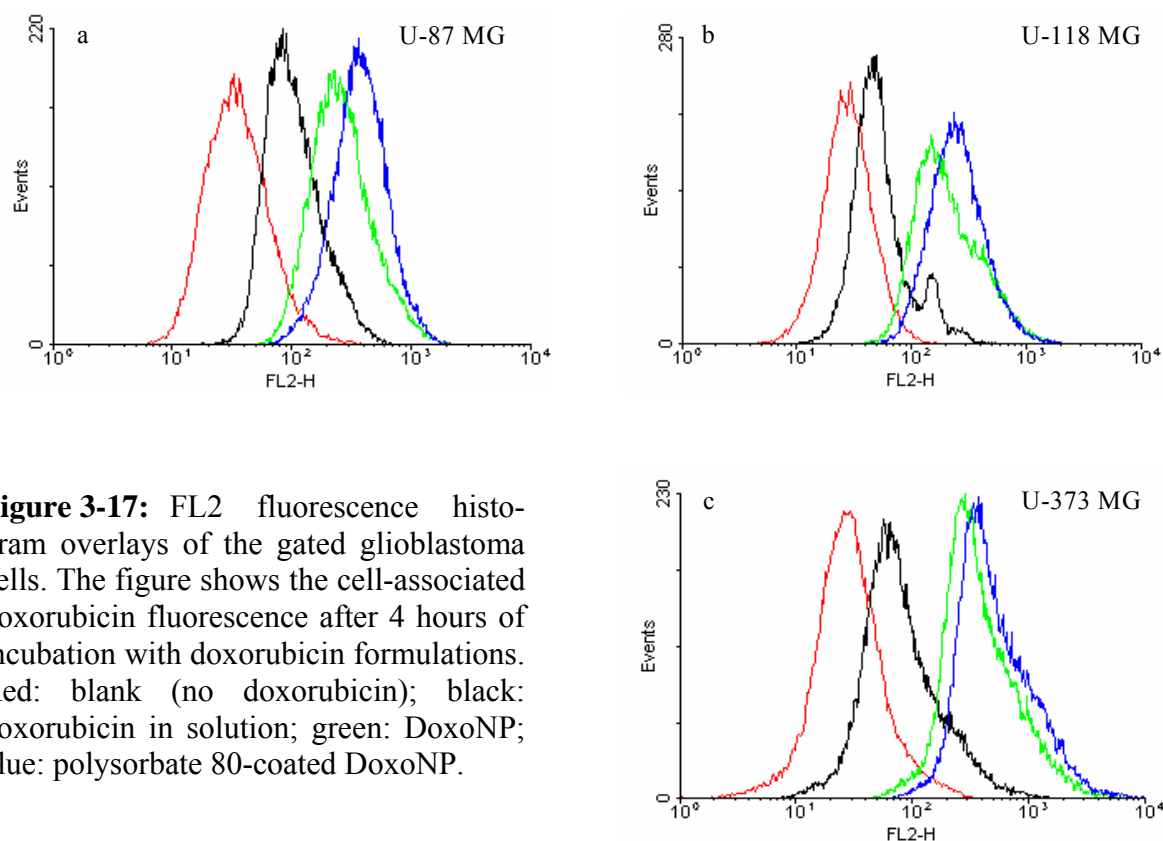 a U-87 MG
220
Events
0
10⁰ 10¹ 10² 10³ 10⁴
FL2-H
b U-118 MG
280
Events
0
10⁰ 10¹ 10² 10³ 10⁴
FL2-H
igure 3-17: FL2 fluorescence histo-
ram overlays of the gated glioblastoma
ells. The figure shows the cell-associated
oxorubicin fluorescence after 4 hours of
ncubation with doxorubicin formulations.
ed: blank (no doxorubicin); black:
oxorubicin in solution; green: DoxoNP;
lue: polysorbate 80-coated DoxoNP.
c U-373 MG
230
Events
0
10⁰ 10¹ 10² 10³ 10⁴
FL2-H